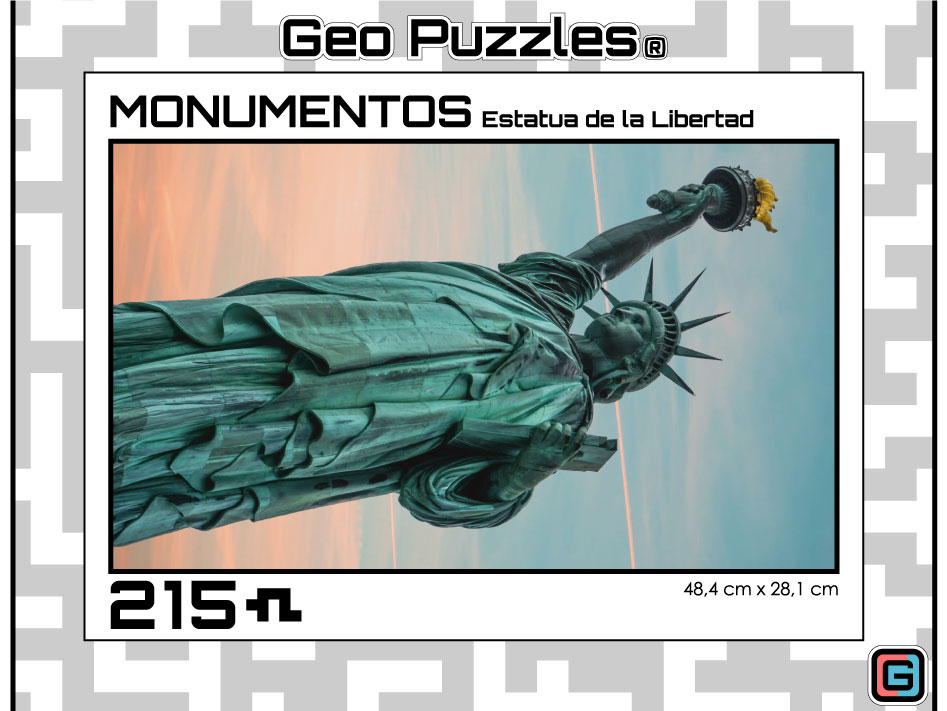 Geo Puzzles®
MONUMENTOS Estatua de la Libertad
215
48,4 cm x 28,1 cm
G